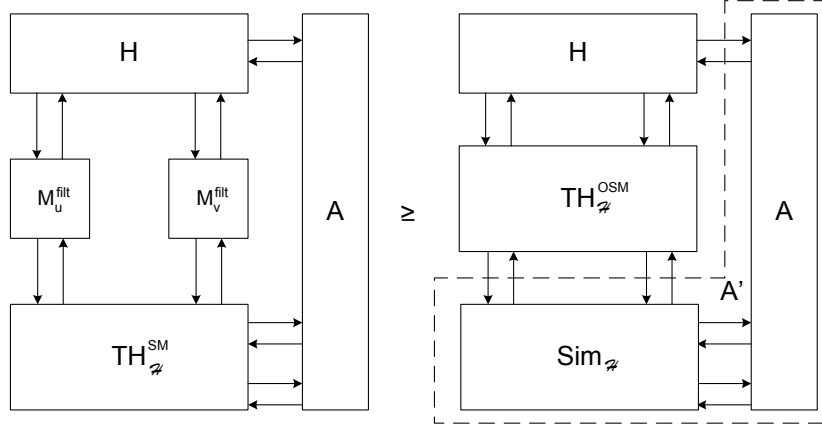 H
H
M_u^filt
M_v^filt
A
≥
TH_ℋ^OSM
A
A'
TH_ℋ^SM
Sim_ℋ